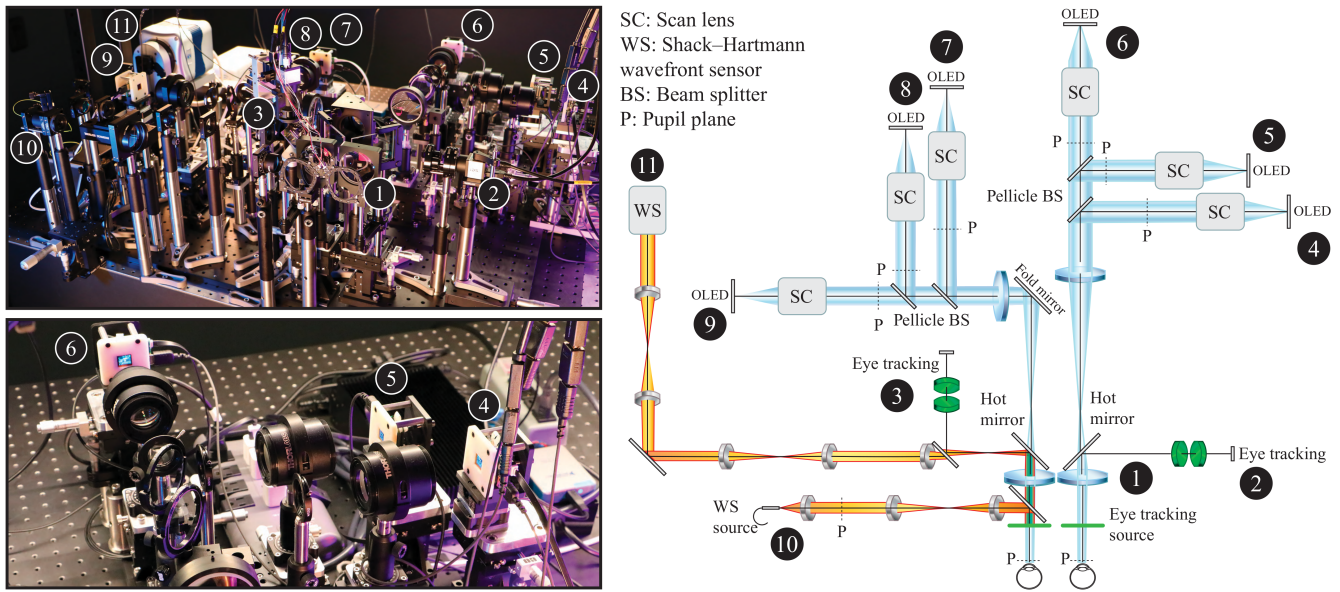 11
9
8
7
6
5
4
3
10
1
2
6
5
4
SC: Scan lens
WS: Shack–Hartmann
wavefront sensor
BS: Beam splitter
P: Pupil plane
OLED
6
7
OLED
8
OLED
SC
SC
SC
P
P
5
SC
OLED
Pellicle BS
SC
OLED
P
4
11
WS
P
P
OLED
SC
9
P
Pellicle BS
Fold mirror
Eye tracking
3
Hot
mirror
Hot
mirror
1
Eye tracking
2
WS
source
10
P
Eye tracking
source
P
P